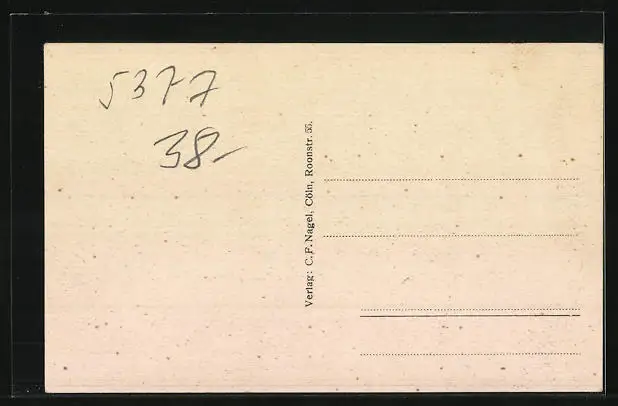 5377
38-
Verlag: C. F. Nagel, Cöln, Roonstr. 55.